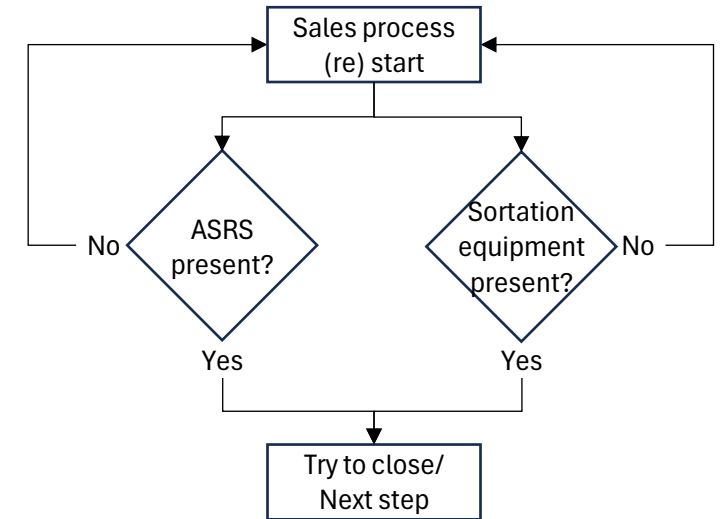 Sales process
(re) start
ASRS
present?
No
Sortation
equipment
present?
No
Yes
Yes
Try to close/
Next step